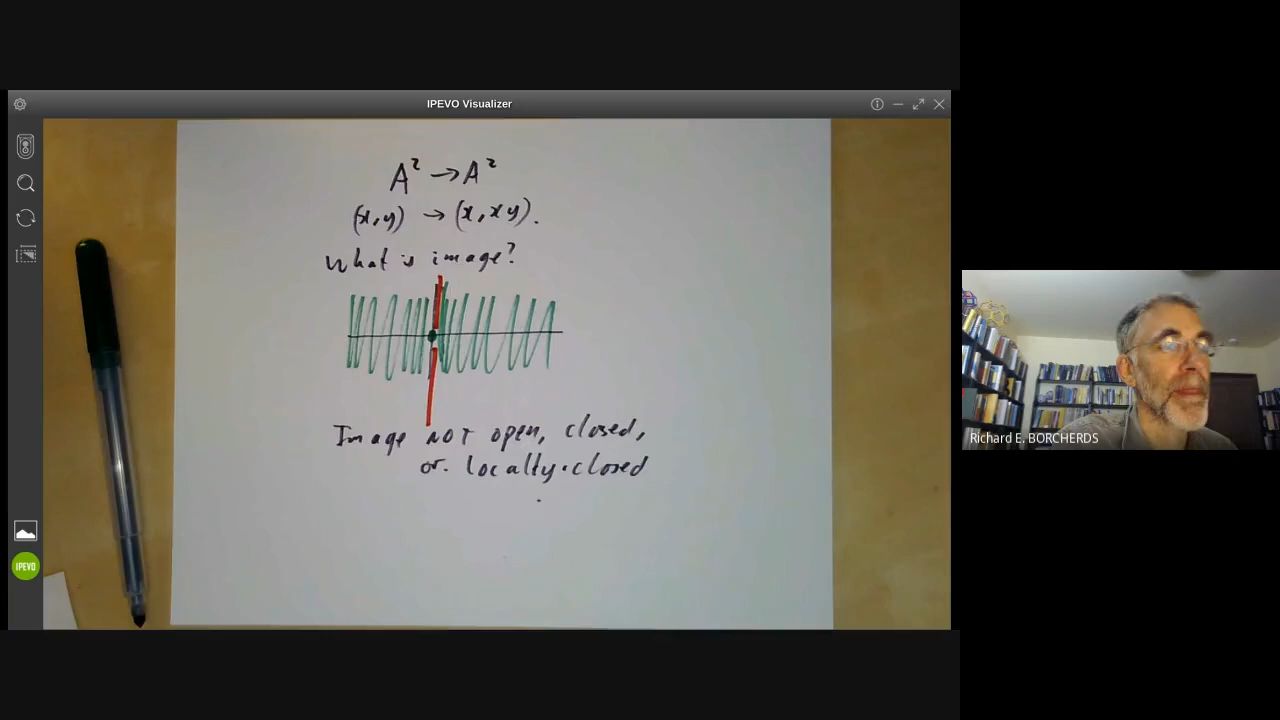 IPEVO Visualizer
A² → A²
(x,y) → (x, xy).
What is image?
Image NOT open, closed,
or locally-closed
IPEVO
Richard E. BORCHERDS